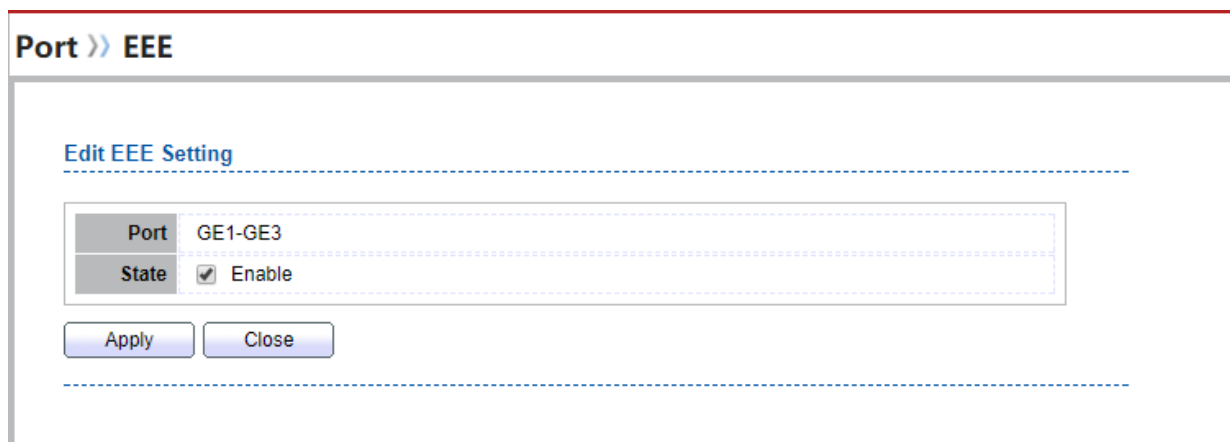 Port » EEE
Edit EEE Setting
Port GE1-GE3
State Enable
Apply Close